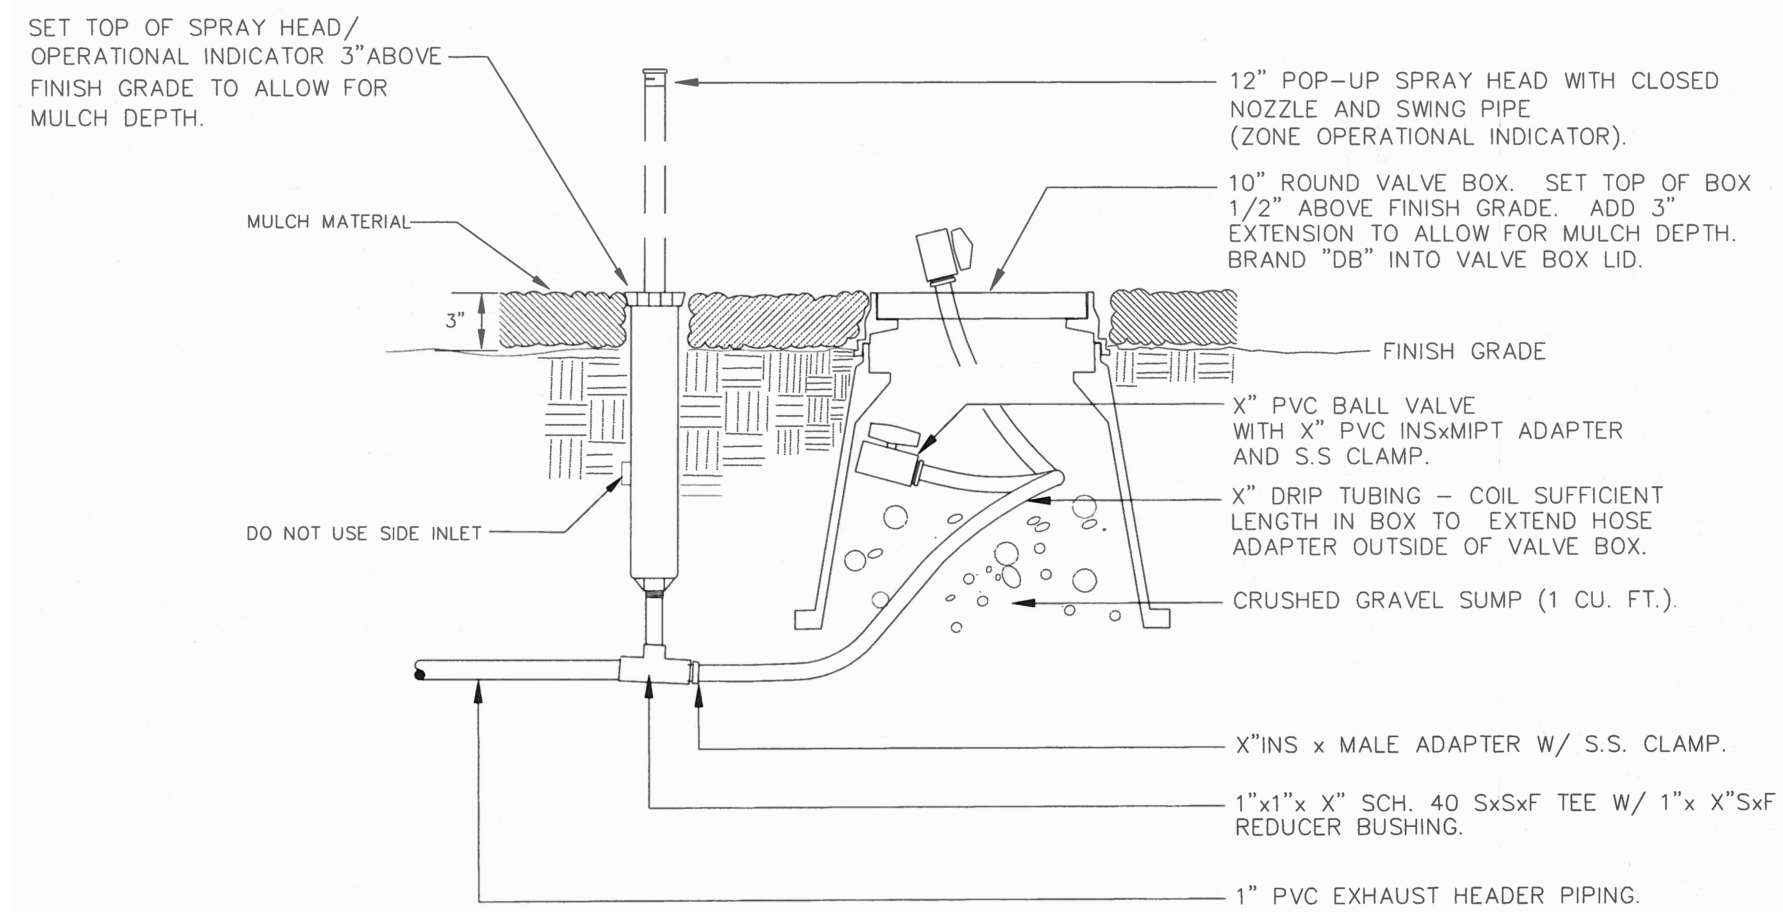 SET TOP OF SPRAY HEAD/
OPERATIONAL INDICATOR 3"ABOVE
FINISH GRADE TO ALLOW FOR
MULCH DEPTH.
12" POP-UP SPRAY HEAD WITH CLOSED
NOZZLE AND SWING PIPE
(ZONE OPERATIONAL INDICATOR).
10" ROUND VALVE BOX. SET TOP OF BOX
1/2" ABOVE FINISH GRADE. ADD 3"
EXTENSION TO ALLOW FOR MULCH DEPTH.
BRAND "DB" INTO VALVE BOX LID.
MULCH MATERIAL
3"
FINISH GRADE
X" PVC BALL VALVE
WITH X" PVC INSxMIPT ADAPTER
AND S.S CLAMP.
X" DRIP TUBING - COIL SUFFICIENT
LENGTH IN BOX TO EXTEND HOSE
ADAPTER OUTSIDE OF VALVE BOX.
DO NOT USE SIDE INLET
CRUSHED GRAVEL SUMP (1 CU. FT.).
X"INS x MALE ADAPTER W/ S.S. CLAMP.
1"x1"x X" SCH. 40 SxSxF TEE W/ 1"x X"SxF
REDUCER BUSHING.
1" PVC EXHAUST HEADER PIPING.